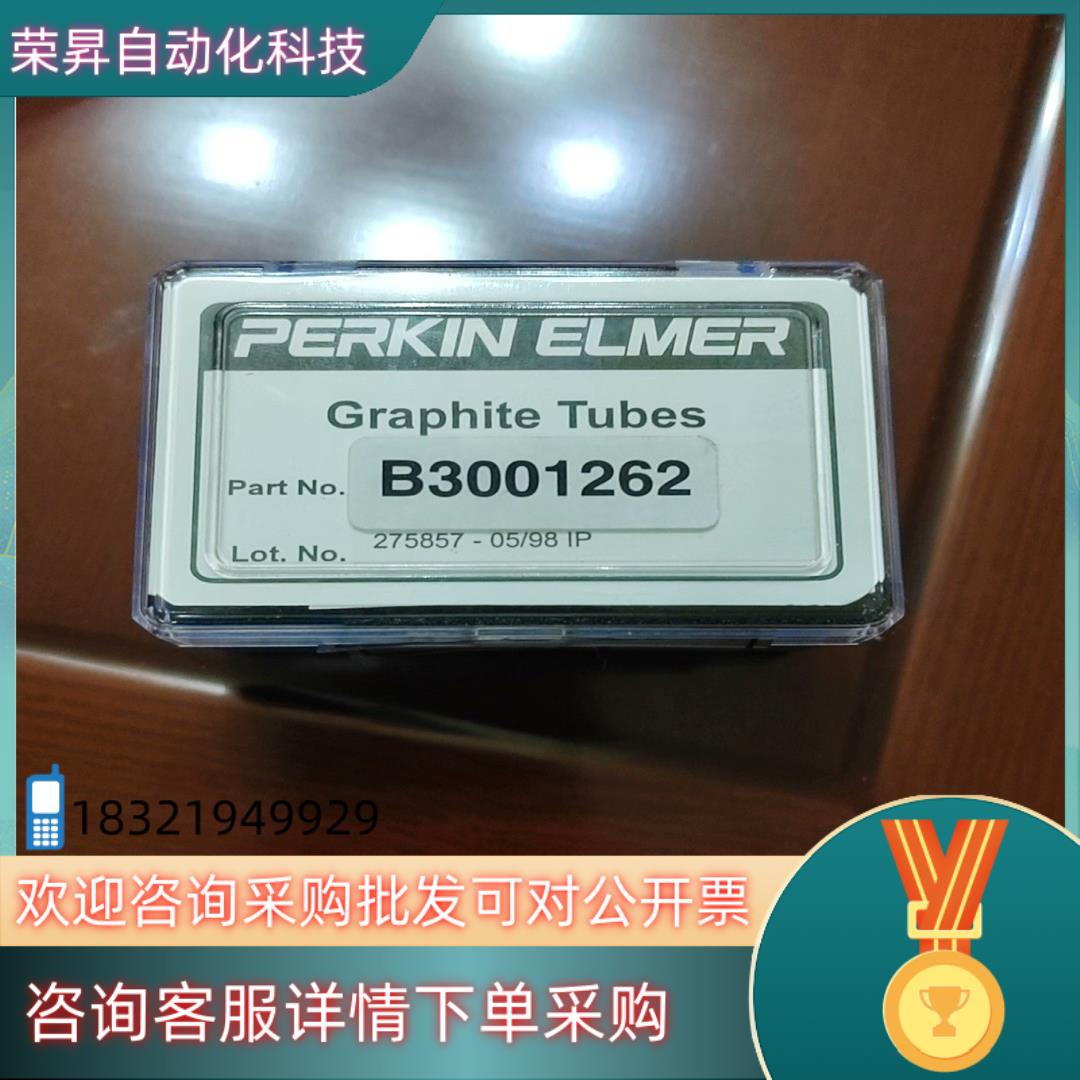 荣昇自动化科技
PERKIN ELMER
Graphite Tubes
Part No. B3001262
Lot. No. 275857 - 05/98 IP
18321949929
欢迎咨询采购批发可对公开票
咨询客服详情下单采购